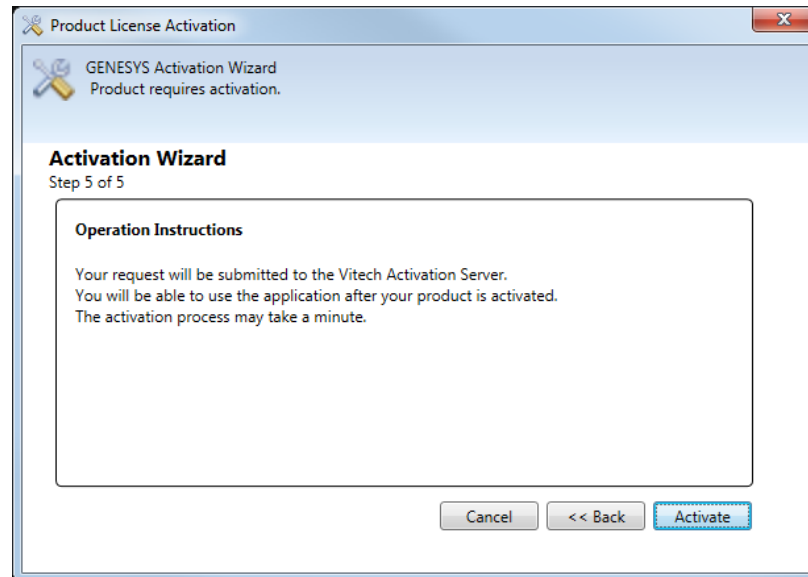 Product License Activation
GENESYS Activation Wizard
Product requires activation.
Activation Wizard
Step 5 of 5
Operation Instructions
Your request will be submitted to the Vitech Activation Server.
You will be able to use the application after your product is activated.
The activation process may take a minute.
Cancel
<< Back
Activate